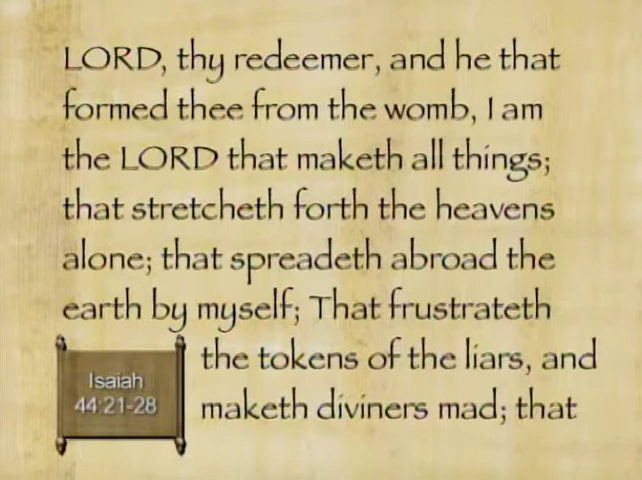 LORD, thy redeemer, and he that
formed thee from the womb, I am
the LORD that maketh all things;
that stretcheth forth the heavens
alone; that spreadeth abroad the
earth by myself; That frustrateth
the tokens of the liars, and
maketh diviners mad; that
Isaiah
44:21-28